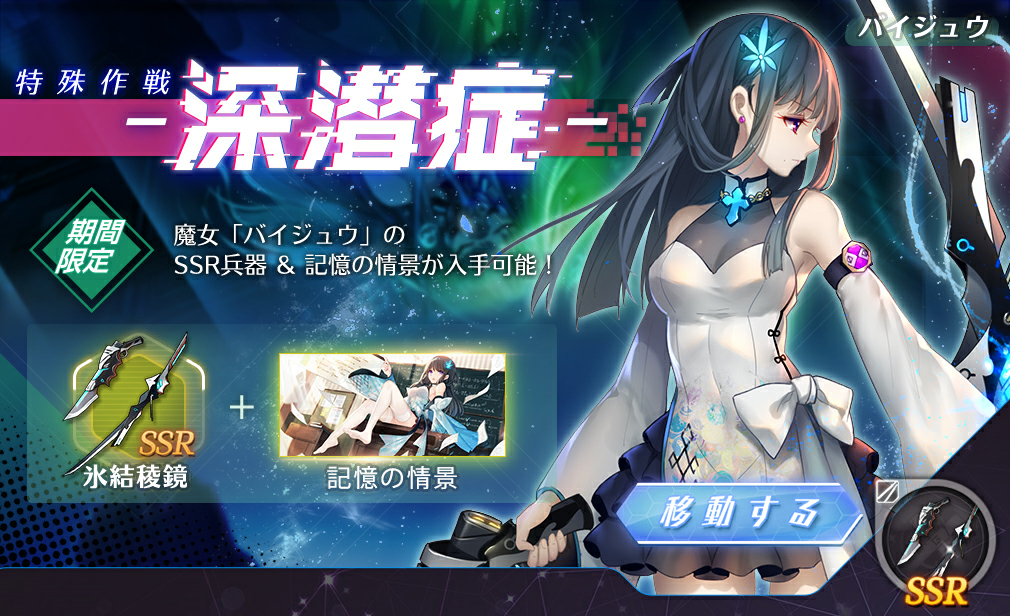 バイジュウ
特殊作戦
-深潜症-
期間
限定
魔女「バイジュウ」の
SSR兵器 & 記憶の情景が入手可能！
SSR
+
氷結稜鏡
記憶の情景
移動する
SSR